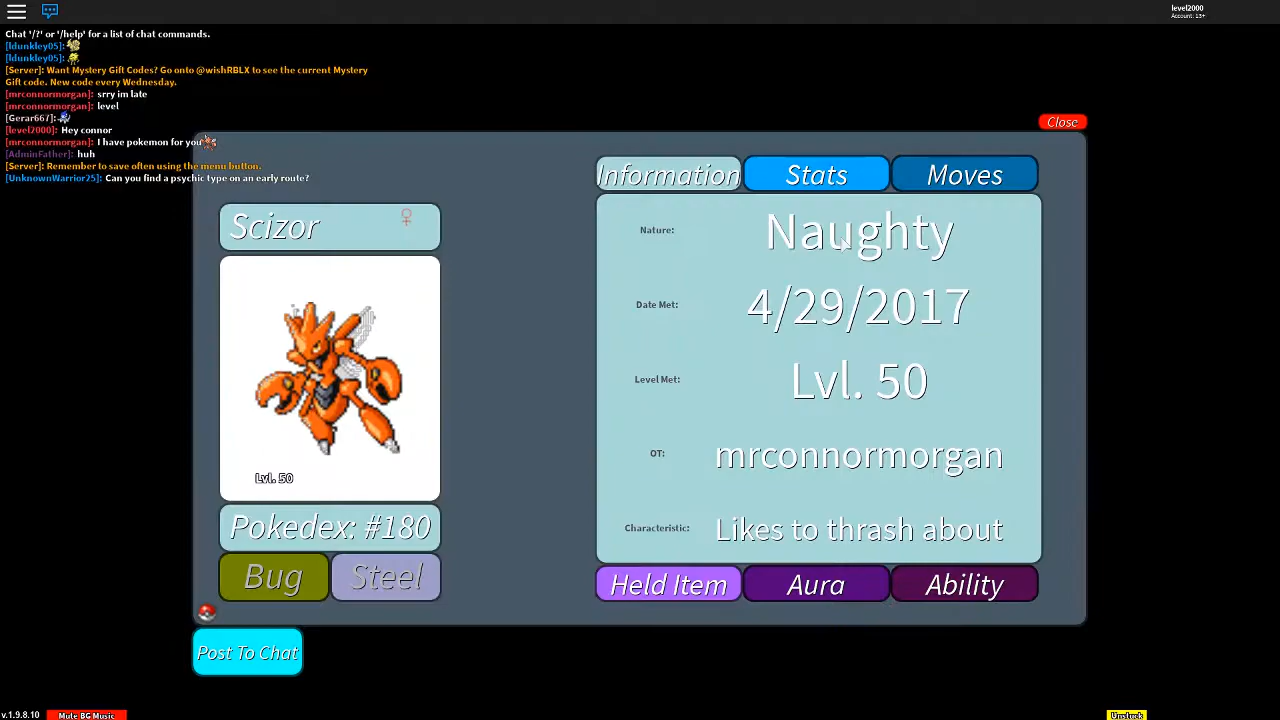 level2000
Account: 13+
Chat '/?' or '/help' for a list of chat commands.
[ldunkley05]:
[ldunkley05]:
[Server]: Want Mystery Gift Codes? Go onto @wishRBLX to see the current Mystery
Gift code. New code every Wednesday.
[mrconnormorgan]: srry im late
[mrconnormorgan]: level
[Gerar667]:
[level2000]: Hey connor
[mrconnormorgan]: I have pokemon for you
[AdminFather]: huh
[Server]: Remember to save often using the menu button.
[UnknownWarrior25]: Can you find a psychic type on an early route?
Close
Information Stats Moves
Scizor ♀
Lvl. 50
Pokedex: #180
Bug Steel
Nature: Naughty
Date Met: 4/29/2017
Level Met: Lvl. 50
OT: mrconnormorgan
Characteristic: Likes to thrash about
Held Item Aura Ability
Post To Chat
v.1.9.8.10 Mute BG Music
Unstuck